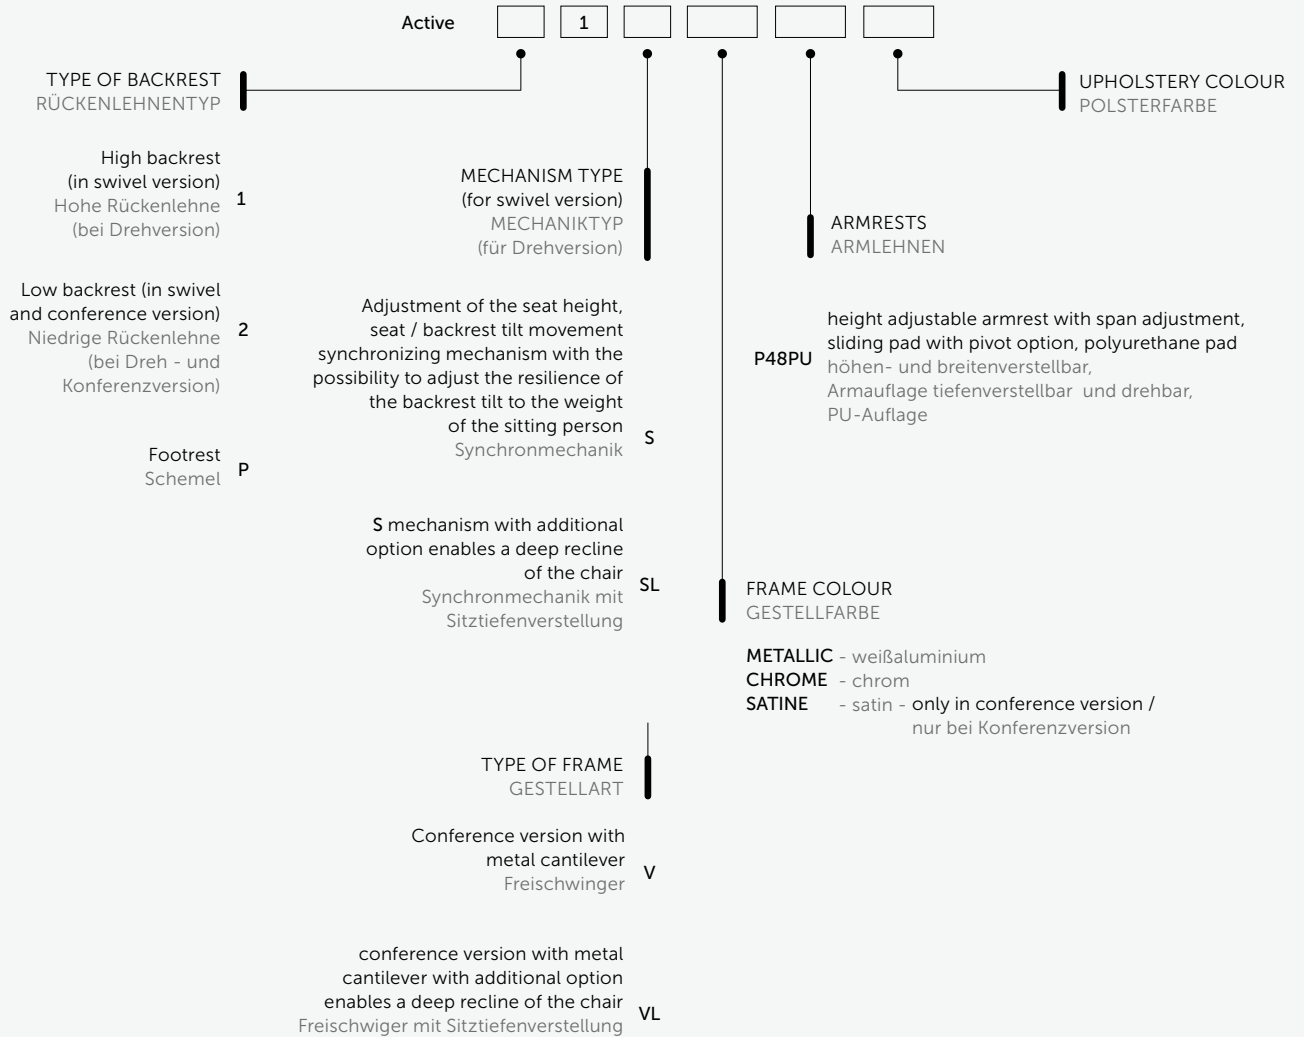 Active 1
TYPE OF BACKREST
RÜCKENLEHNENTYP
High backrest
(in swivel version)
Hohe Rückenlehne
(bei Drehversion)
1
Low backrest (in swivel
and conference version)
Niedrige Rückenlehne
(bei Dreh - und
Konferenzversion)
2
Footrest
Schemel
P
MECHANISM TYPE
(for swivel version)
MECHANIKTYP
(für Drehversion)
Adjustment of the seat height,
seat / backrest tilt movement
synchronizing mechanism with the
possibility to adjust the resilience of
the backrest tilt to the weight
of the sitting person
Synchronmechanik
S
S mechanism with additional
option enables a deep recline
of the chair
Synchronmechanik mit
Sitztiefenverstellung
SL
TYPE OF FRAME
GESTELLART
Conference version with
metal cantilever
Freischwinger
V
conference version with metal
cantilever with additional option
enables a deep recline of the chair
Freischwiger mit Sitztiefenverstellung
VL
FRAME COLOUR
GESTELLFARBE
METALLIC - weißaluminium
CHROME - chrom
SATINE - satin - only in conference version /
nur bei Konferenzversion
ARMRESTS
ARMLEHNEN
P48PU
height adjustable armrest with span adjustment,
sliding pad with pivot option, polyurethane pad
höhen- und breitenverstellbar,
Armauflage tiefenverstellbar und drehbar,
PU-Auflage
UPHOLSTERY COLOUR
POLSTERFARBE